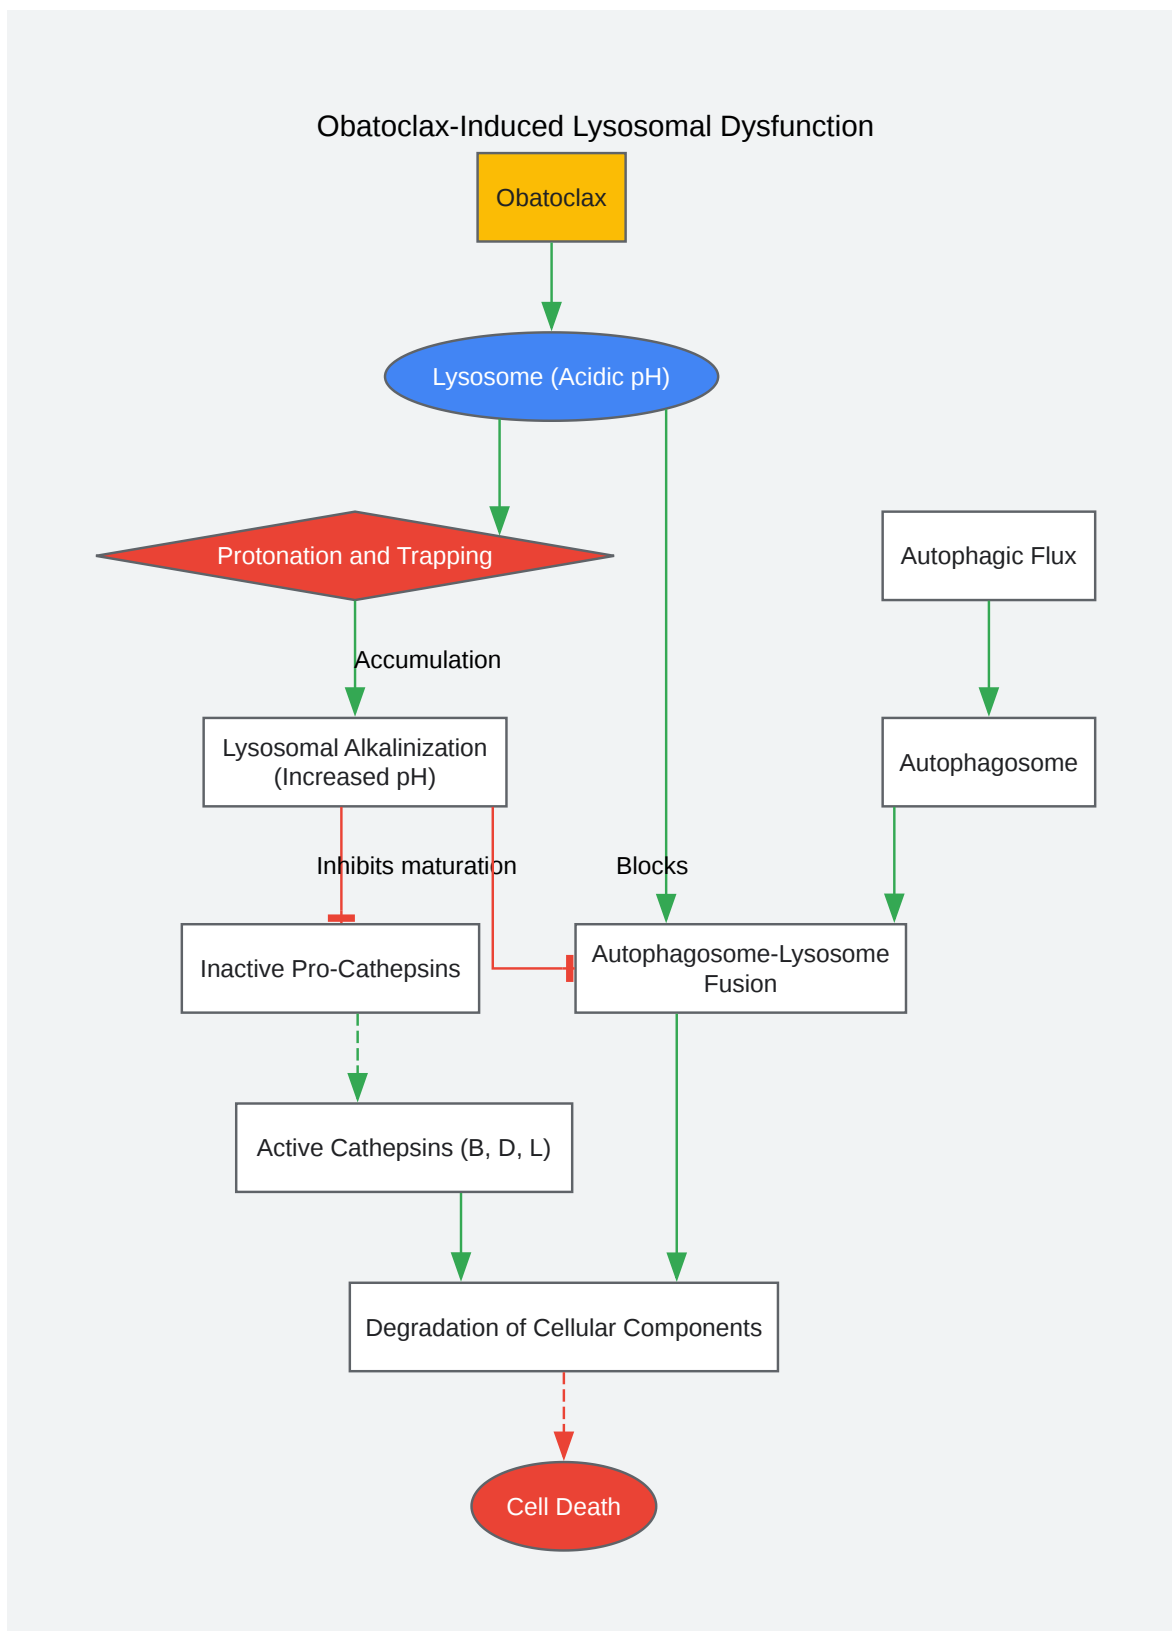 Obatoclax-Induced Lysosomal Dysfunction
Obatoclax
Lysosome (Acidic pH)
Protonation and Trapping
Autophagic Flux
Accumulation
Lysosomal Alkalinization
(Increased pH)
Autophagosome
Inhibits maturation
Blocks
Inactive Pro-Cathepsins
Autophagosome-Lysosome
Fusion
Active Cathepsins (B, D, L)
Degradation of Cellular Components
Cell Death